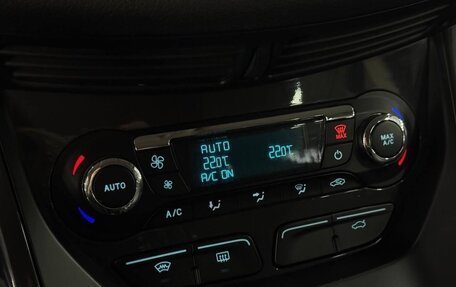 AUTO
22.0°C 22.0°C
A/C ON
MAX
MAX
A/C
AUTO
A/C